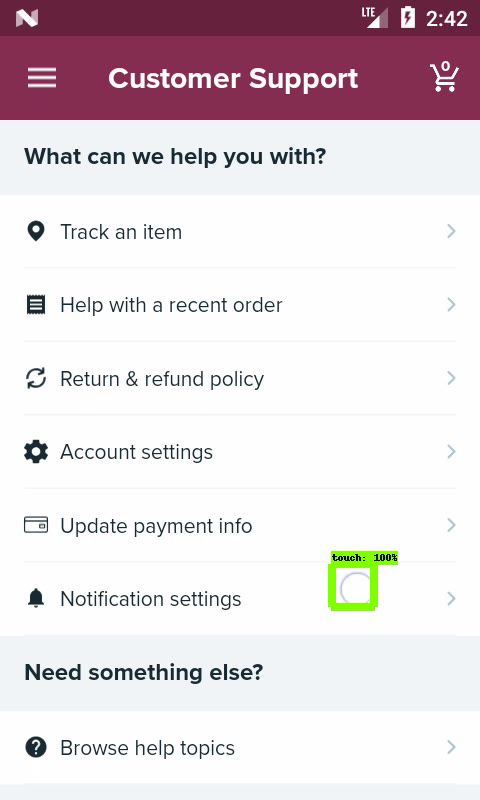 LTE 2:42
Customer Support 0
What can we help you with?
Track an item
Help with a recent order
Return & refund policy
Account settings
Update payment info
touch: 100%
Notification settings
Need something else?
Browse help topics